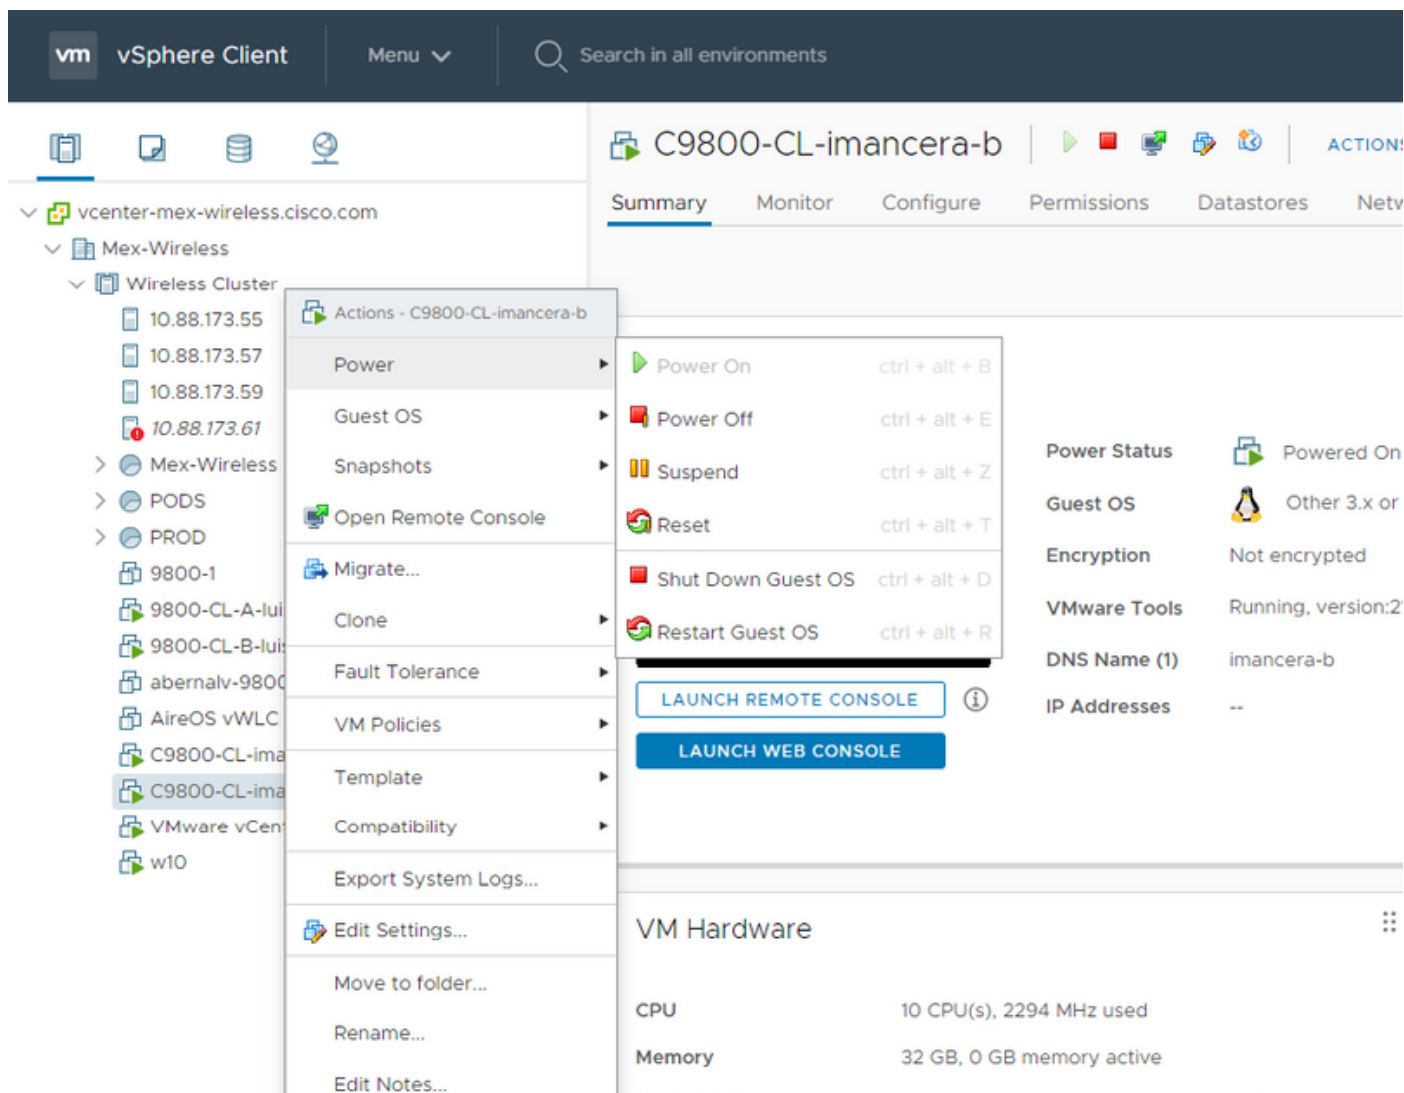 vm vSphere Client Menu Search in all environments
C9800-CL-imancera-b ACTIONS
Summary Monitor Configure Permissions Datastores Netw
vcenter-mex-wireless.cisco.com
Mex-Wireless
Wireless Cluster
10.88.173.55
10.88.173.57
10.88.173.59
10.88.173.61
Mex-Wireless
PODS
PROD
9800-1
9800-CL-A-lui
9800-CL-B-luis
abernalv-9800
AireOS vWLC
C9800-CL-ima
C9800-CL-ima
VMware vCent
w10
Actions - C9800-CL-imancera-b
Power
Guest OS
Snapshots
Open Remote Console
Migrate...
Clone
Fault Tolerance
VM Policies
Template
Compatibility
Export System Logs...
Edit Settings...
Move to folder...
Rename...
Edit Notes...
Power On ctrl + alt + B
Power Off ctrl + alt + E
Suspend ctrl + alt + Z
Reset ctrl + alt + T
Shut Down Guest OS ctrl + alt + D
Restart Guest OS ctrl + alt + R
LAUNCH REMOTE CONSOLE
LAUNCH WEB CONSOLE
Power Status Powered On
Guest OS Other 3.x or
Encryption Not encrypted
VMware Tools Running, version:21
DNS Name (1) imancera-b
IP Addresses --
VM Hardware
CPU 10 CPU(s), 2294 MHz used
Memory 32 GB, 0 GB memory active